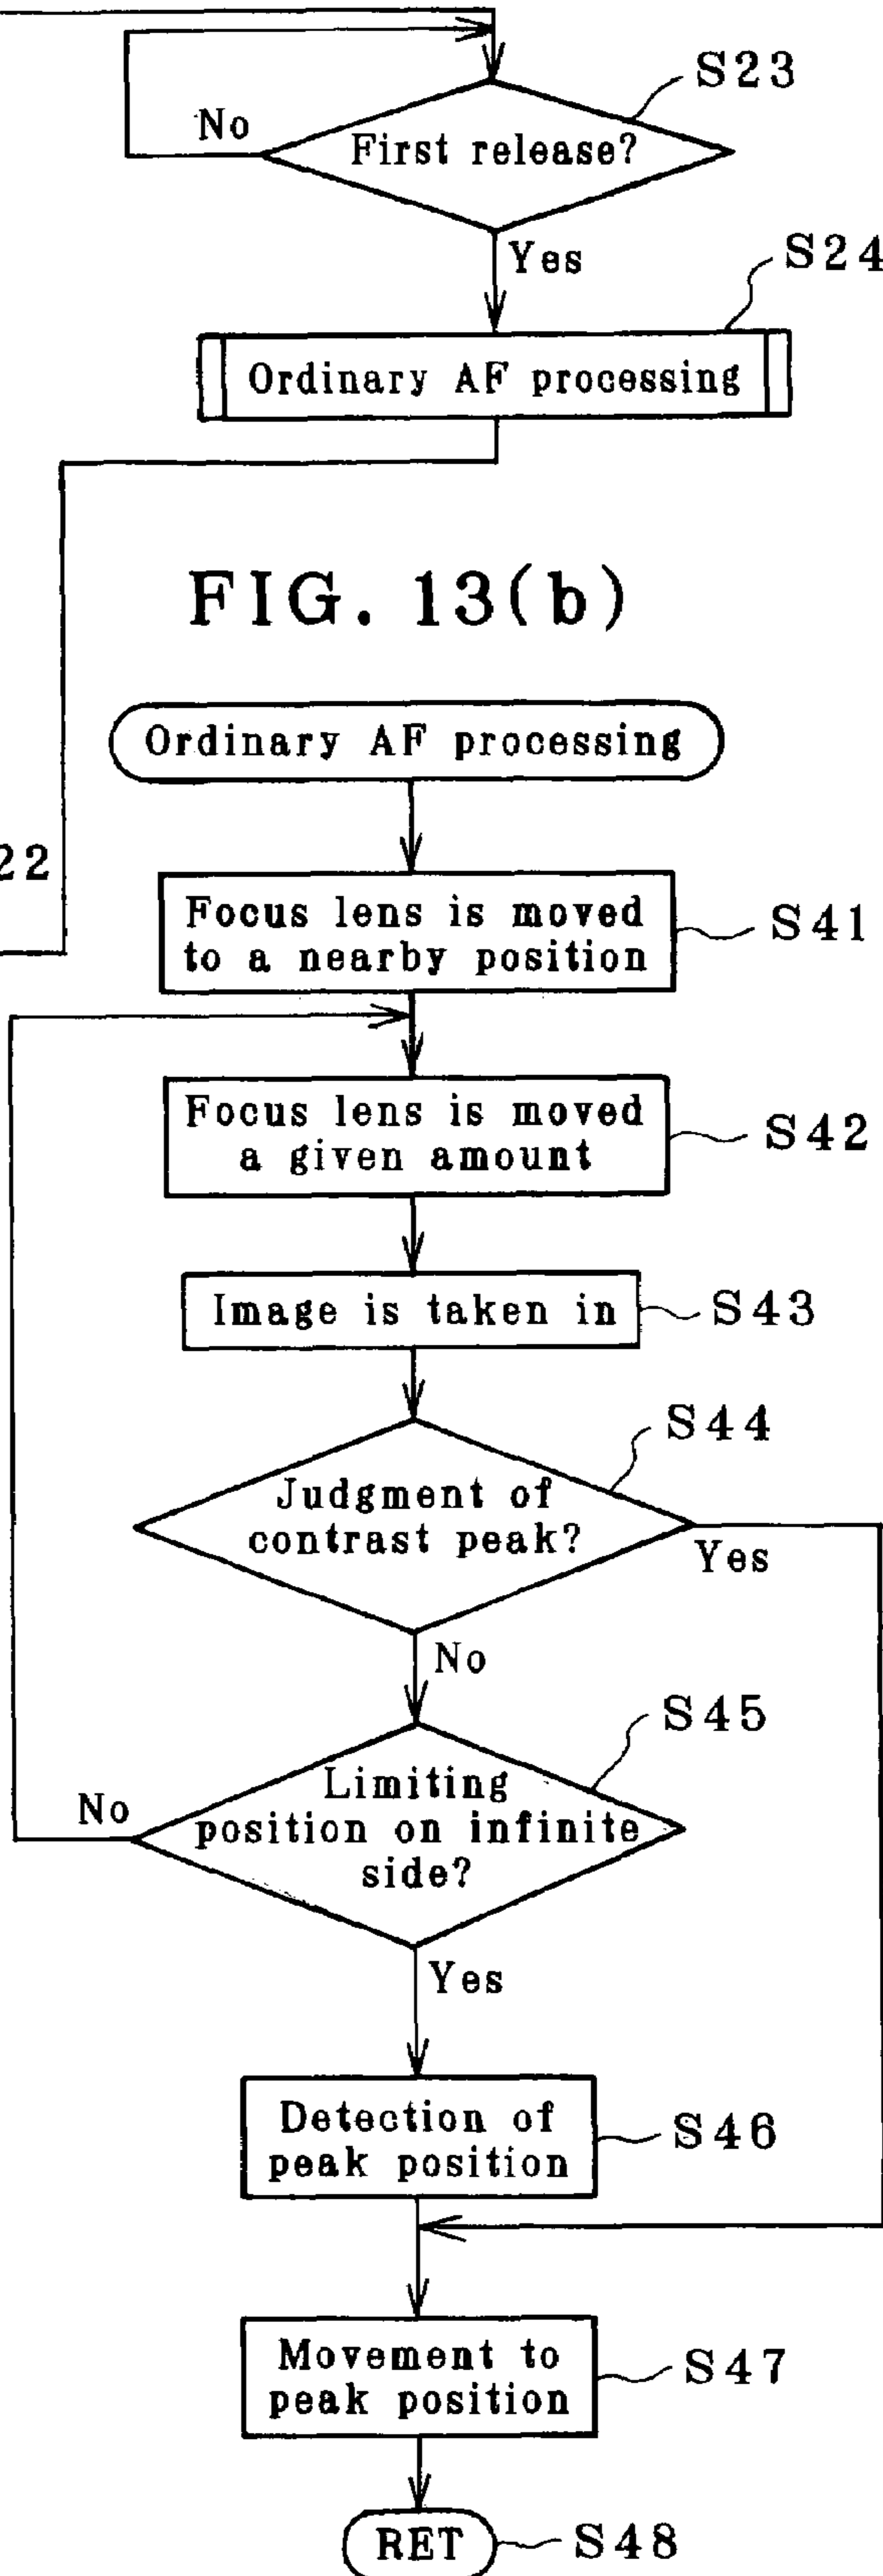 S23
No
First release?
Yes
S24
Ordinary AF processing
FIG. 13(b)
Ordinary AF processing
22
Focus lens is moved
to a nearby position
S41
Focus lens is moved
a given amount
S42
Image is taken in
S43
S44
Judgment of
contrast peak?
Yes
No
S45
No
Limiting
position on infinite
side?
Yes
Detection of
peak position
S46
Movement to
peak position
S47
RET
S48